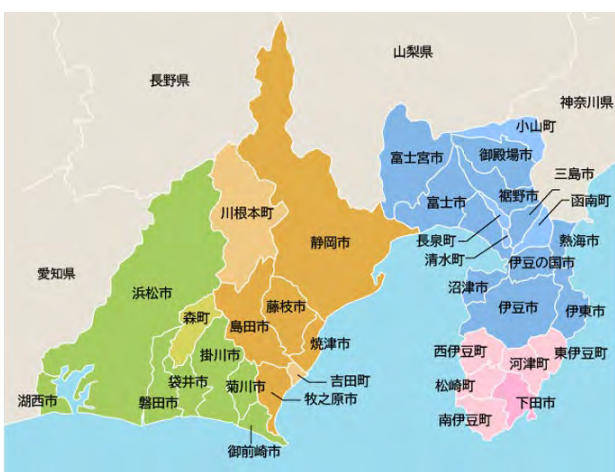 山梨県
長野県
神奈川県
小山町
富士宮市
御殿場市
三島市
裾野市
函南町
富士市
川根本町
長泉町
熱海市
静岡市
清水町
伊豆の国市
愛知県
沼津市
浜松市
伊豆市
伊東市
藤枝市
森町
島田市
焼津市
西伊豆町
東伊豆町
掛川市
河津町
吉田町
袋井市
菊川市
松崎町
牧之原市
湖西市
磐田市
下田市
南伊豆町
御前崎市